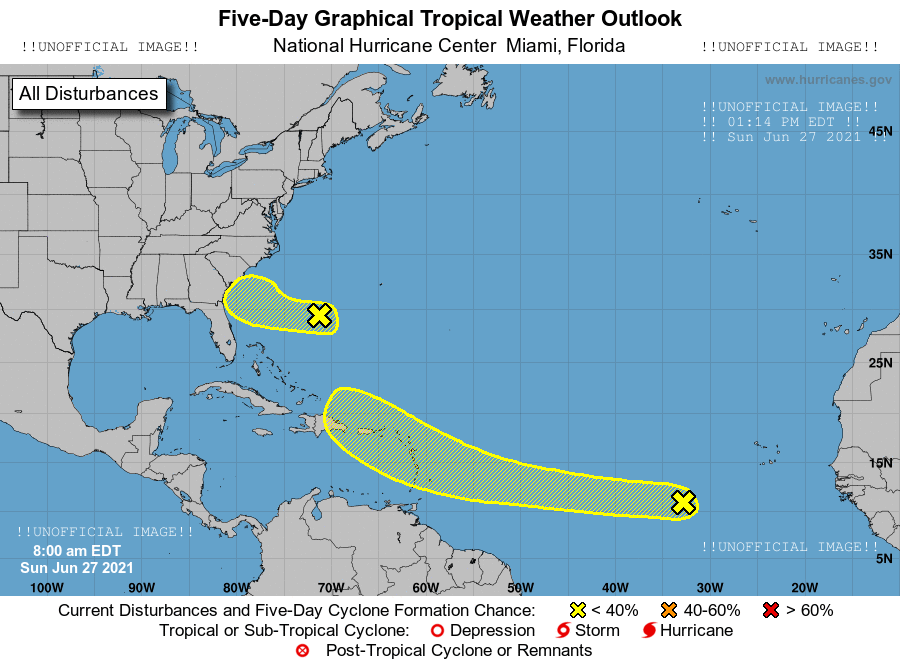 Five-Day Graphical Tropical Weather Outlook
!!UNOFFICIAL IMAGE!! National Hurricane Center Miami, Florida !!UNOFFICIAL IMAGE!!
www.hurricanes.gov
All Disturbances
!!UNOFFICIAL IMAGE!!
!! 01:14 PM EDT !!
!! Sun Jun 27 2021 !!
45N
35N
25N
15N
!!UNOFFICIAL IMAGE!!
!!UNOFFICIAL IMAGE!!
8:00 am EDT
5N
Sun Jun 27 2021
100W 90W 80W 70W 60W 50W 40W 30W 20W
Current Disturbances and Five-Day Cyclone Formation Chance: < 40% 40-60% > 60%
Tropical or Sub-Tropical Cyclone: Depression Storm Hurricane
Post-Tropical Cyclone or Remnants